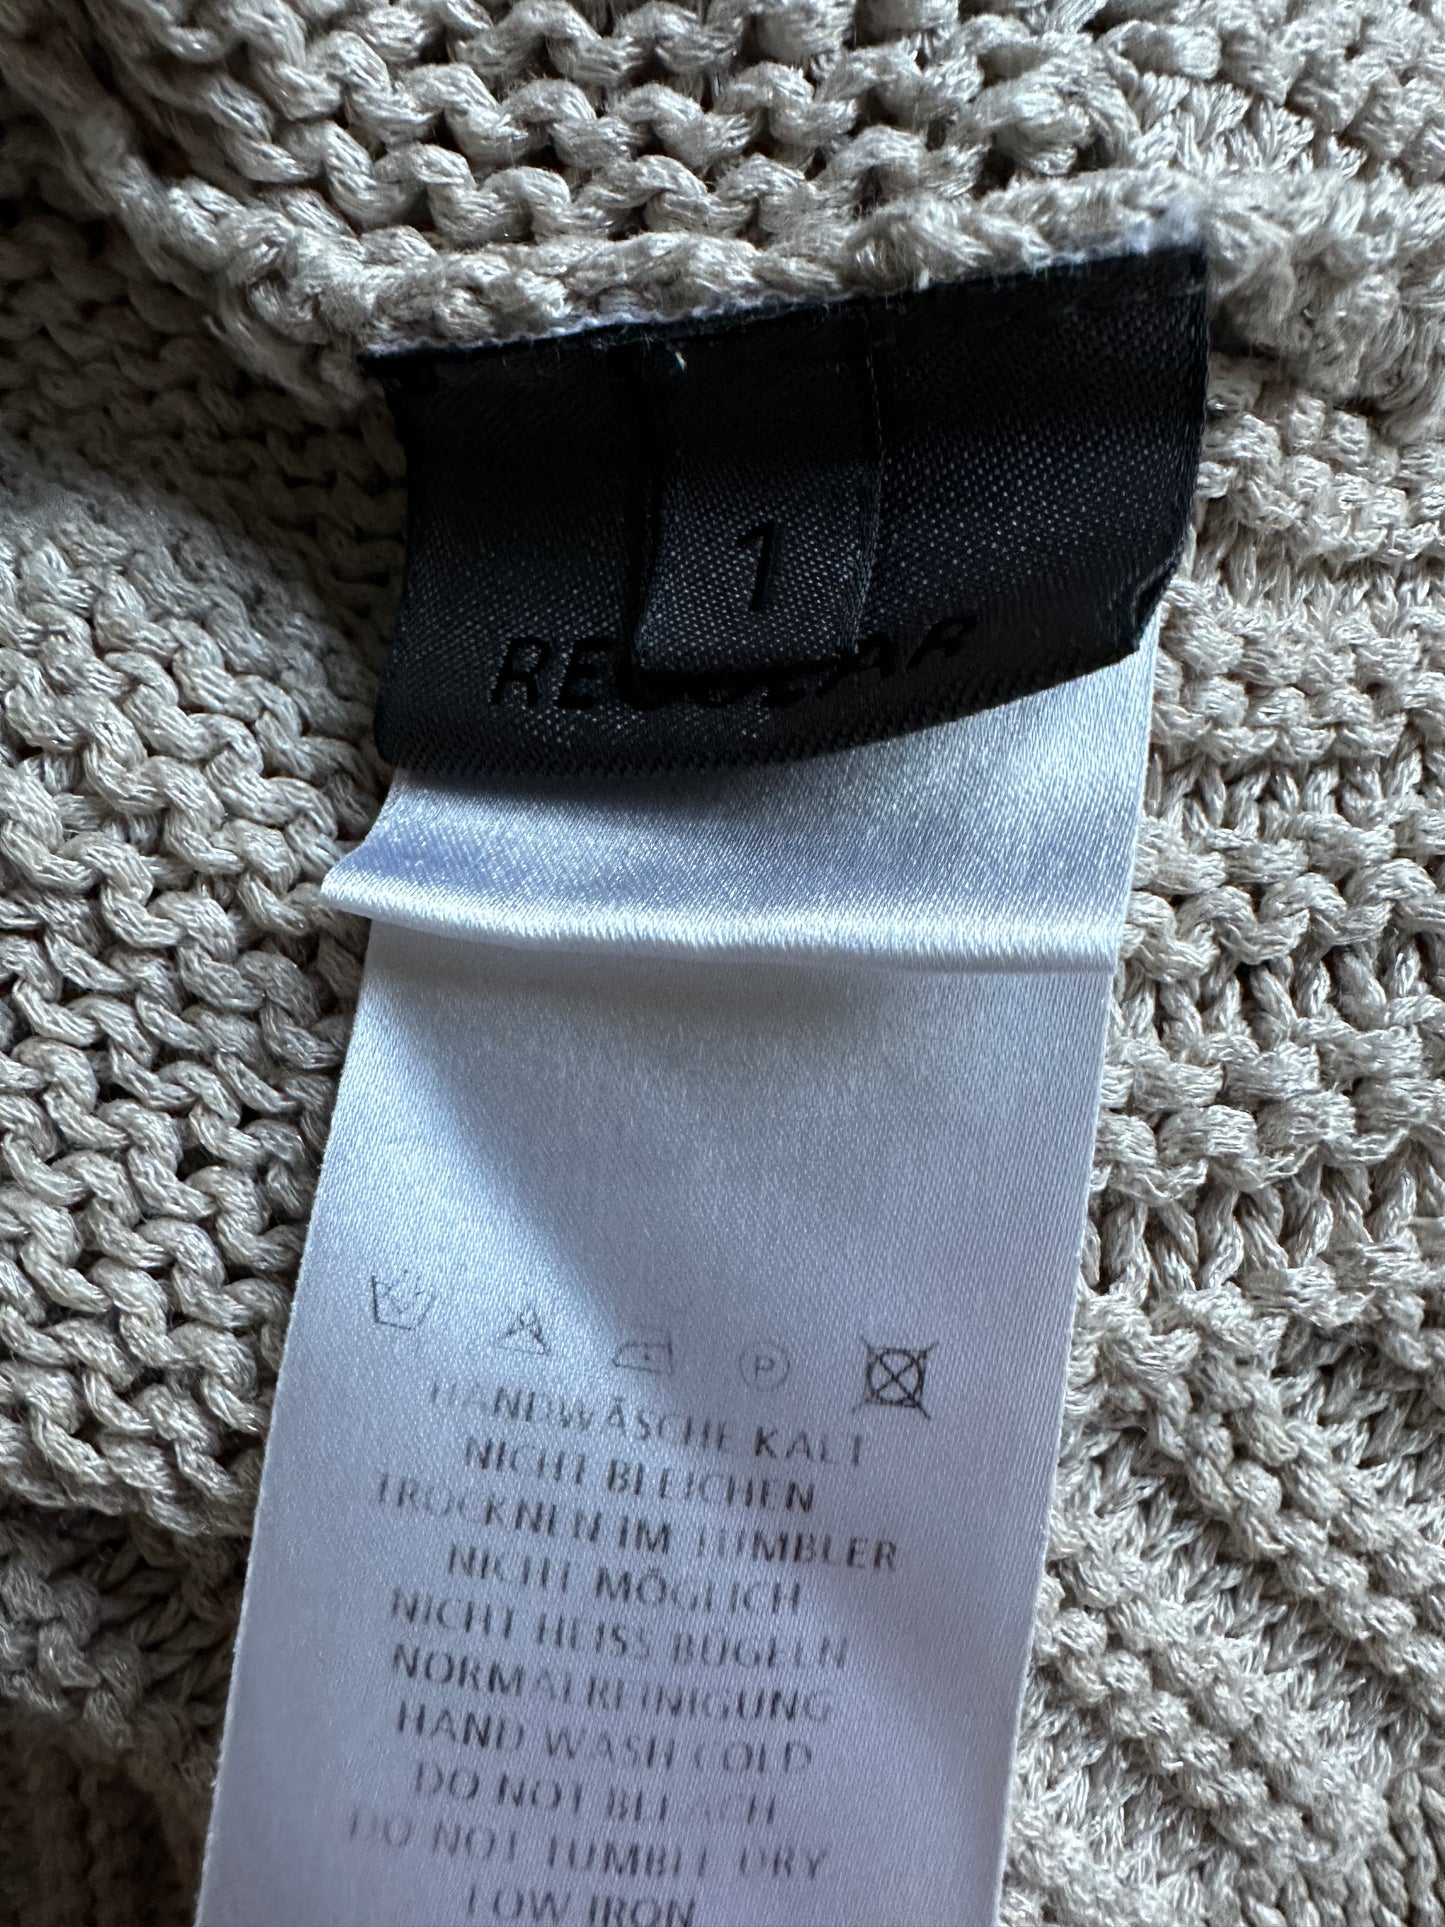 1
REGULAR
P
HANDWÄSCHE KALT
NICHT BLEICHEN
TROCKNEN IM TUMBLER
NICHT MÖGLICH
NICHT HEISS BÜGELN
NORMALREINIGUNG
HAND WASH COLD
DO NOT BLEACH
DO NOT TUMBLE DRY
LOW IRON